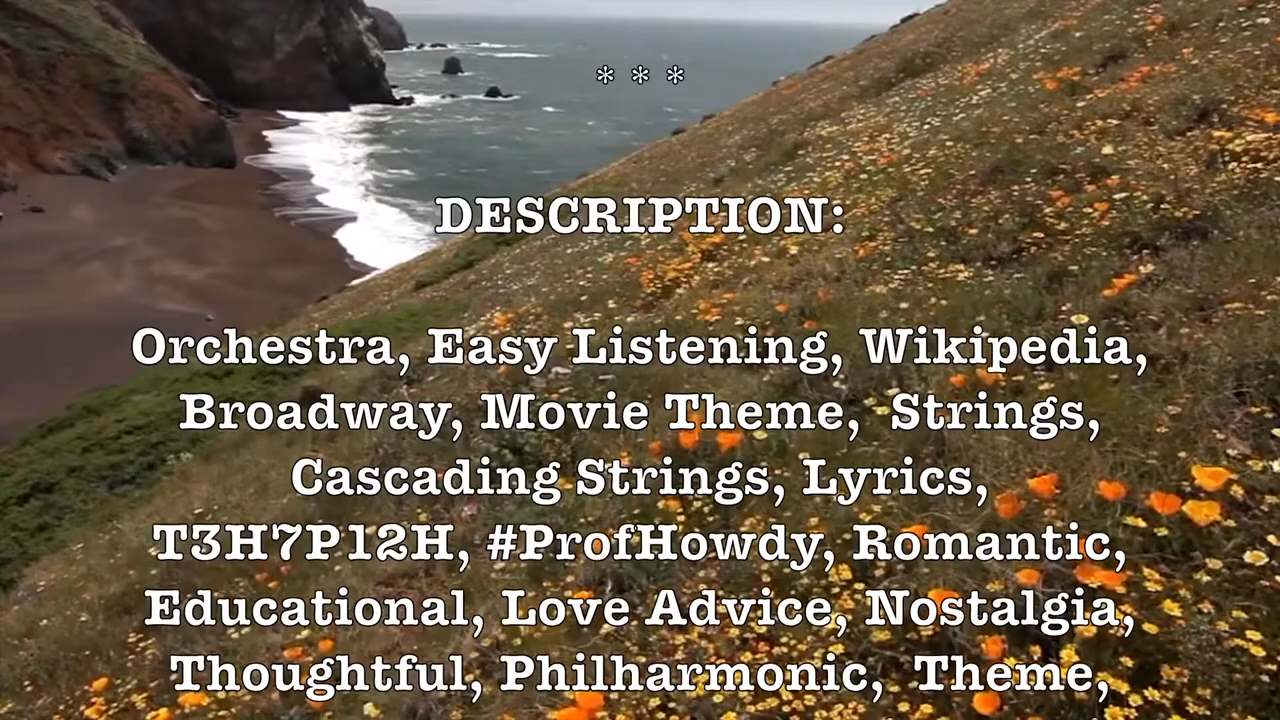 * * *
DESCRIPTION:
Orchestra, Easy Listening, Wikipedia,
Broadway, Movie Theme,  Strings,
Cascading Strings, Lyrics,
T3H7P12H, #ProfHowdy, Romantic,
Educational, Love Advice, Nostalgia,
Thoughtful, Philharmonic,  Theme,